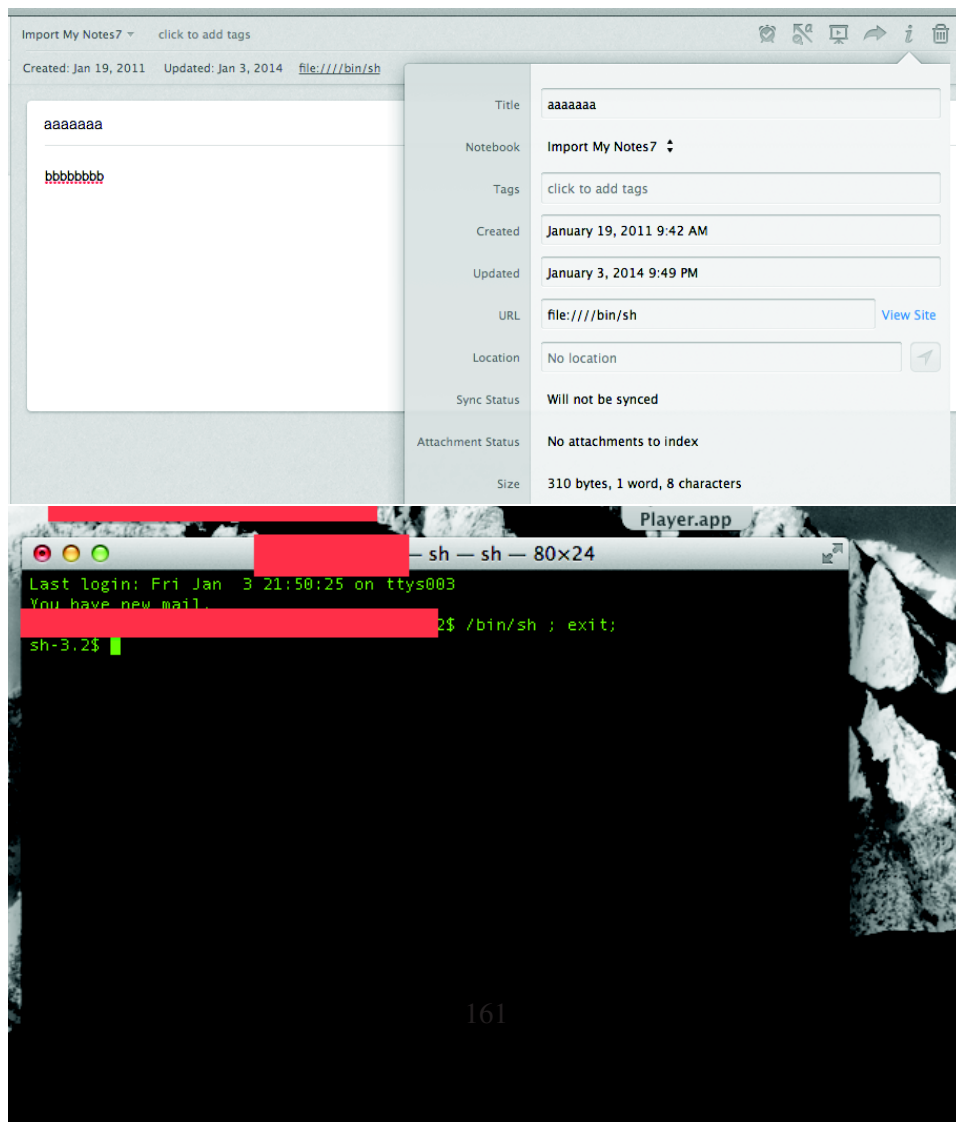 Import My Notes7 click to add tags
Created: Jan 19, 2011 Updated: Jan 3, 2014 file:////bin/sh
aaaaaaa
bbbbbbbb
Title aaaaaaa
Notebook Import My Notes7
Tags click to add tags
Created January 19, 2011 9:42 AM
Updated January 3, 2014 9:49 PM
URL file:////bin/sh View Site
Location No location
Sync Status Will not be synced
Attachment Status No attachments to index
Size 310 bytes, 1 word, 8 characters
Player.app
— sh — sh — 80×24
Last login: Fri Jan  3 21:50:25 on ttys003
You have new mail.
2$ /bin/sh ; exit;
sh-3.2$
161